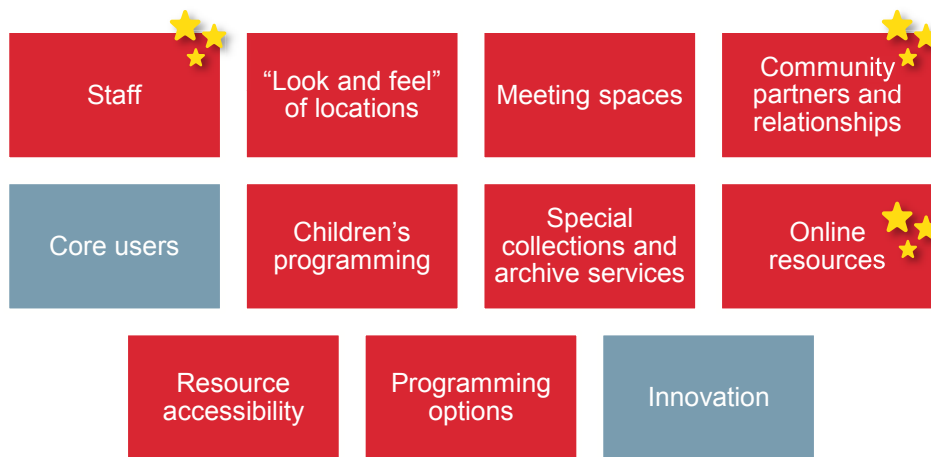 Staff
“Look and feel”
of locations
Meeting spaces
Community
partners and
relationships
Core users
Children’s
programming
Special
collections and
archive services
Online
resources
Resource
accessibility
Programming
options
Innovation